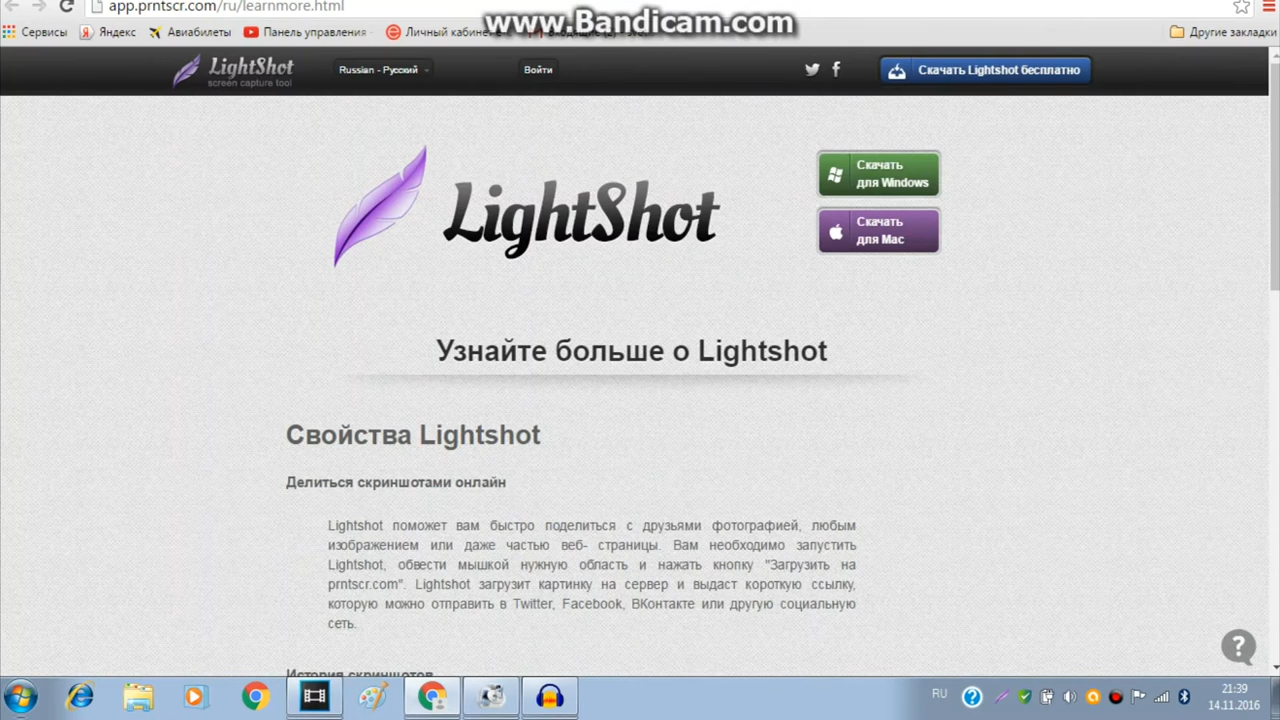 app.prntscr.com/ru/learnmore.html
www.Bandicam.com
Сервисы
Яндекс
Авиабилеты
Панель управления
Личный кабинет
Другие закладки
LightShot
screen capture tool
Russian - Русский
Войти
Скачать Lightshot бесплатно
LightShot
Скачать
для Windows
Скачать
для Mac
Узнайте больше о Lightshot
Свойства Lightshot
Делиться скриншотами онлайн
Lightshot поможет вам быстро поделиться с друзьями фотографией, любым
изображением или даже частью веб- страницы. Вам необходимо запустить
Lightshot, обвести мышкой нужную область и нажать кнопку "Загрузить на
prntscr.com". Lightshot загрузит картинку на сервер и выдаст короткую ссылку,
которую можно отправить в Twitter, Facebook, ВКонтакте или другую социальную
сеть.
История скриншотов
RU
21:39
14.11.2016